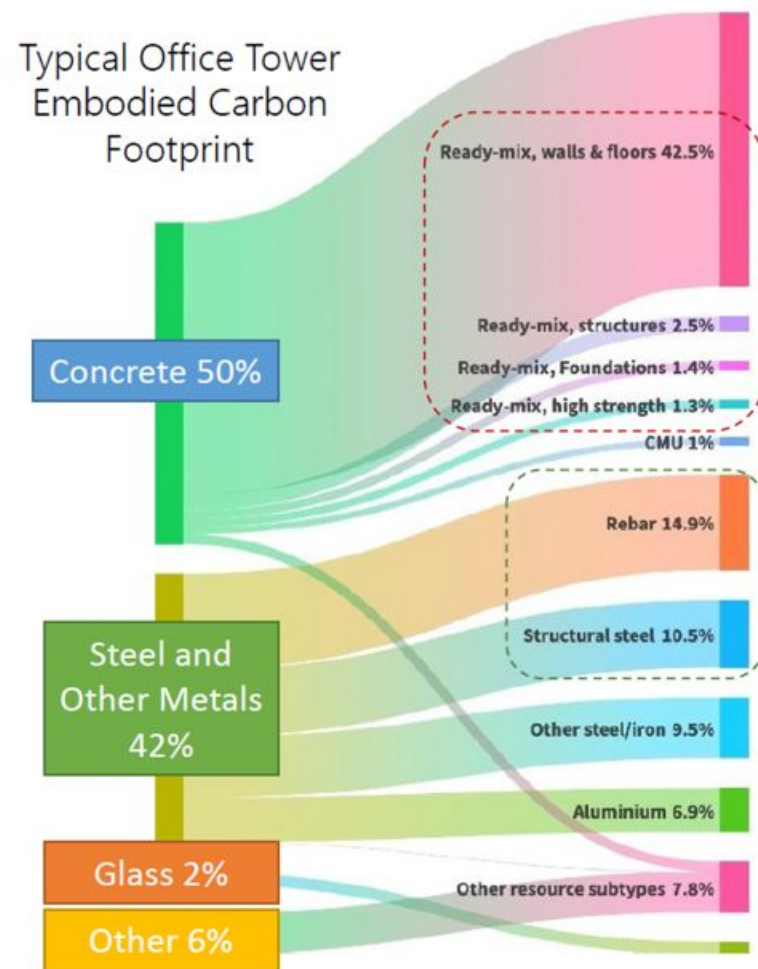 Typical Office Tower
Embodied Carbon
Footprint
Ready-mix, walls & floors 42.5%
Ready-mix, structures 2.5%
Concrete 50%
Ready-mix, Foundations 1.4%
Ready-mix, high strength 1.3%
CMU 1%
Rebar 14.9%
Steel and
Other Metals
42%
Structural steel 10.5%
Other steel/iron 9.5%
Aluminium 6.9%
Glass 2%
Other resource subtypes 7.8%
Other 6%